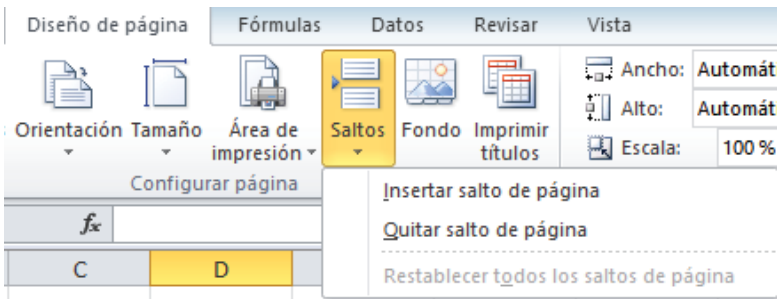 Diseño de página Fórmulas Datos Revisar Vista
Orientación Tamaño Área de impresión Saltos Fondo Imprimir títulos
Ancho: Automát
Alto: Automát
Escala: 100 %
Configurar página
Insertar salto de página
Quitar salto de página
Restablecer todos los saltos de página
fx
C D